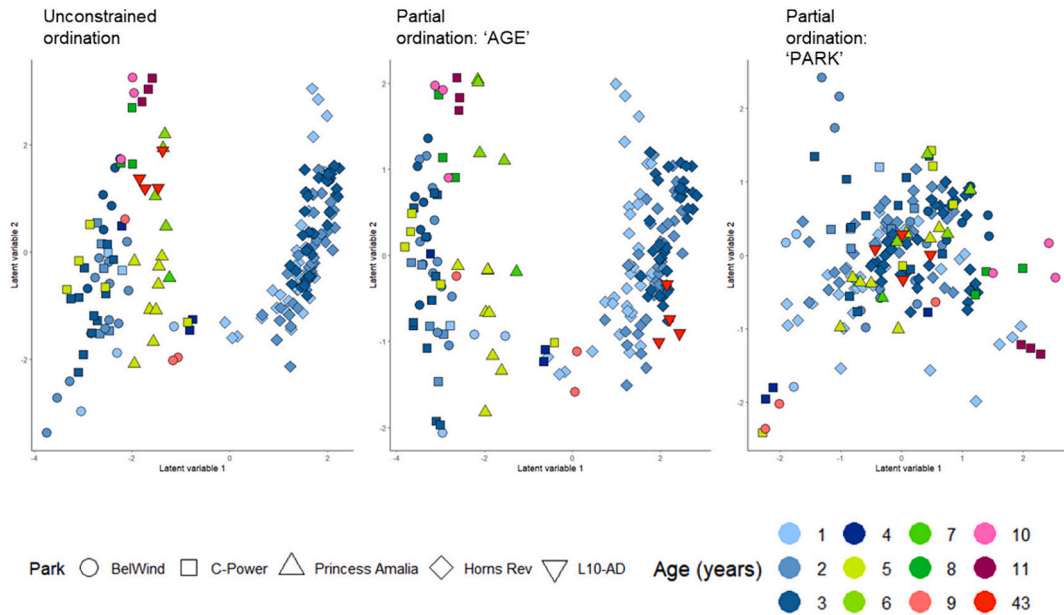 Unconstrained
ordination
Partial
ordination: 'AGE'
Partial
ordination:
'PARK'
Latent variable 2
2
0
-2
-4
-2
0
2
Latent variable 1
Latent variable 2
2
1
0
-1
-2
-4
-2
0
2
Latent variable 1
Latent variable 2
2
1
0
-1
-2
-2
-1
0
1
2
Latent variable 1
Park
BelWind
C-Power
Princess Amalia
Horns Rev
L10-AD
Age (years)
1
4
7
10
2
5
8
11
3
6
9
43